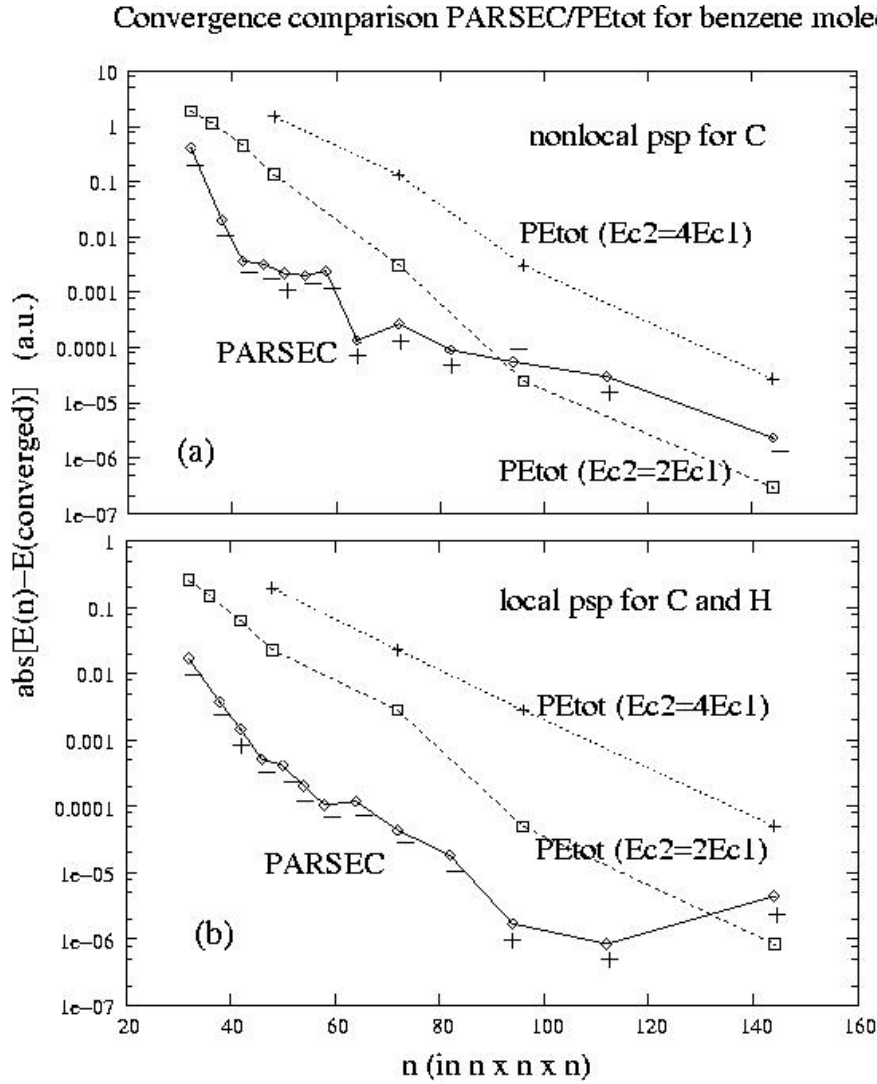 Convergence comparison PARSEC/PEtot for benzene molec
abs[E(n)−E(converged)] (a.u.)
10
1
0.1
0.01
0.001
0.0001
1e−05
1e−06
1e−07
nonlocal psp for C
PEtot (Ec2=4Ec1)
PARSEC
PEtot (Ec2=2Ec1)
(a)
1
0.1
0.01
0.001
0.0001
1e−05
1e−06
1e−07
local psp for C and H
PEtot (Ec2=4Ec1)
PEtot (Ec2=2Ec1)
PARSEC
(b)
20 40 60 80 100 120 140 160
n (in n x n x n)